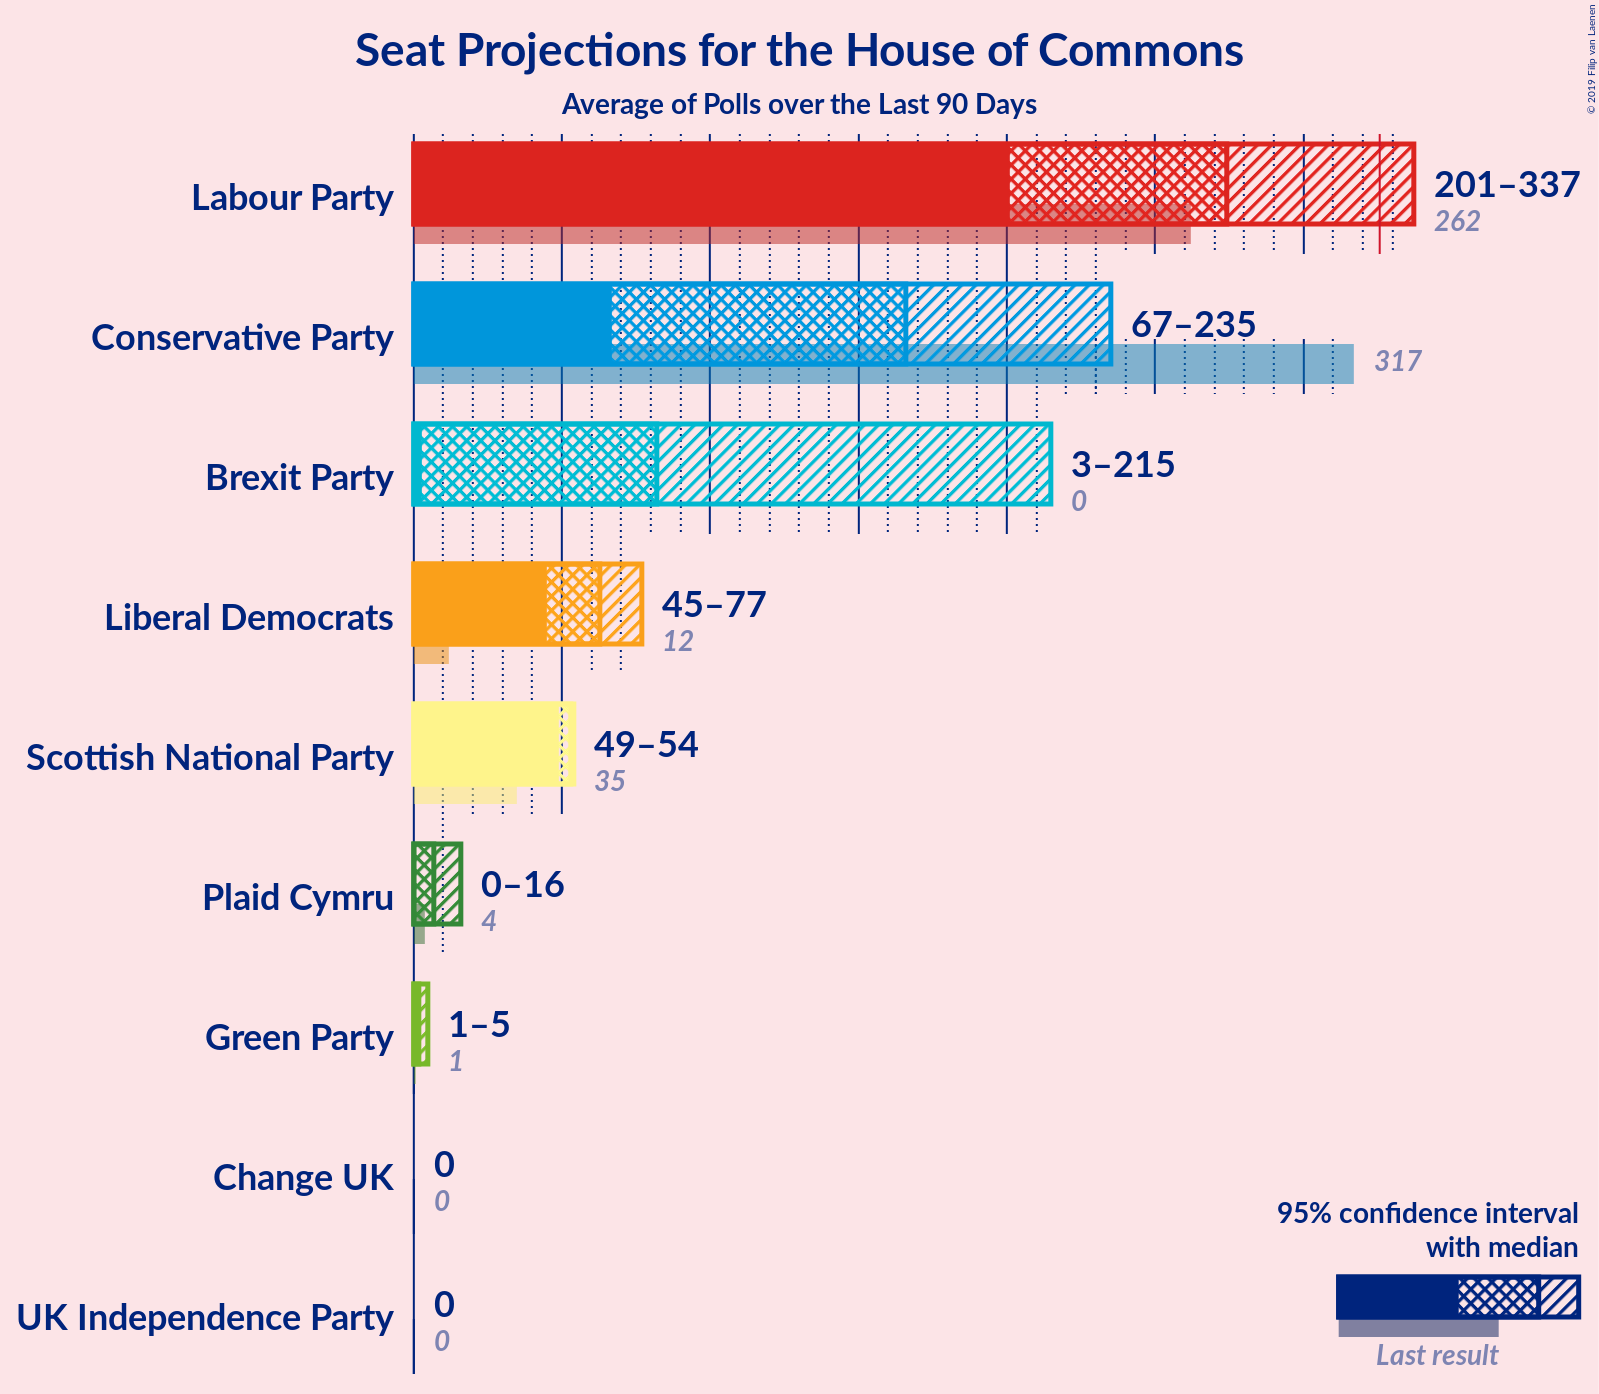 Seat Projections for the House of Commons
Average of Polls over the Last 90 Days
© 2019 Filip van Laenen
Labour Party
201–337
262
Conservative Party
67–235
317
Brexit Party
3–215
0
Liberal Democrats
45–77
12
Scottish National Party
49–54
35
Plaid Cymru
0–16
4
Green Party
1–5
1
Change UK
0
0
UK Independence Party
0
0
95% confidence interval
with median
Last result